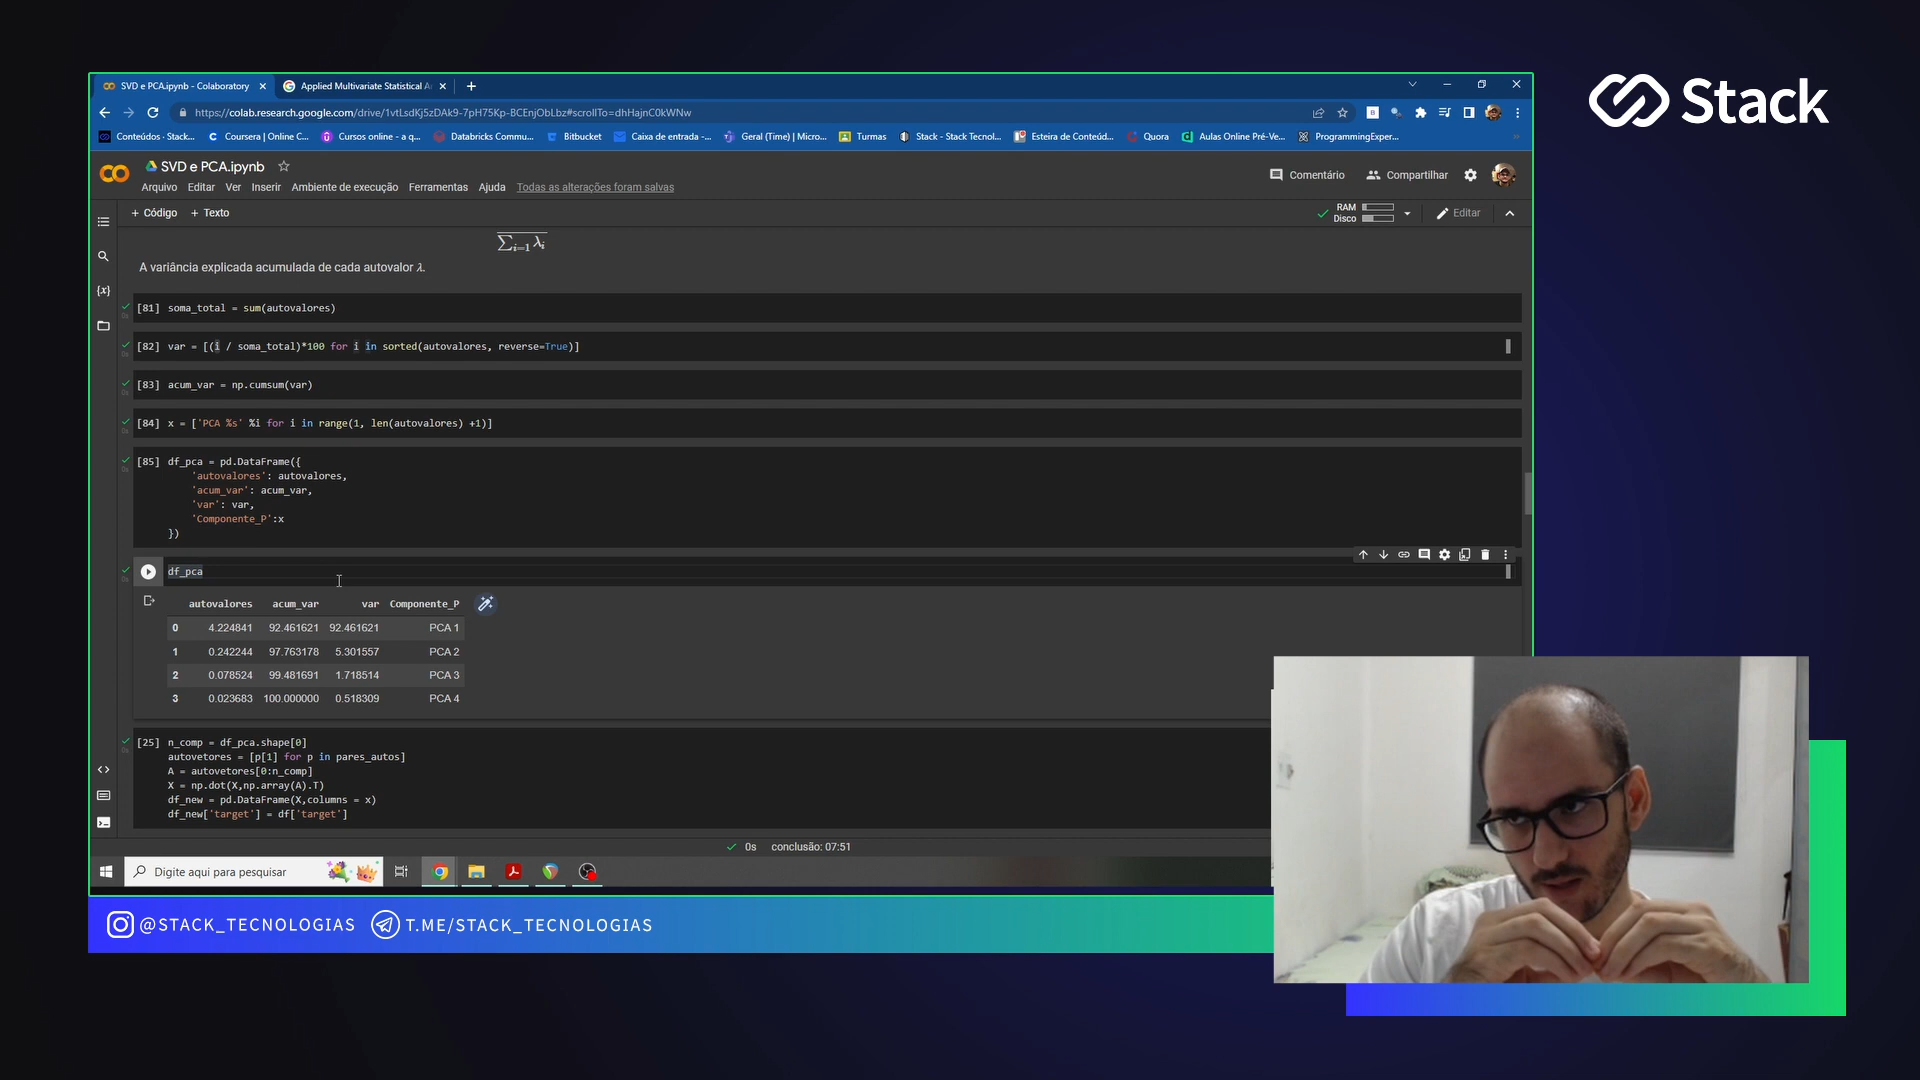 Stack
SVD e PCA.ipynb - Colaboratory
Applied Multivariate Statistical A
https://colab.research.google.com/drive/1vtLsdKj5zDAk9-7pH75Kp-BCEnjObLbz#scrollTo=dhHajnC0kWNw
Conteúdos - Stack...
Coursera | Online C...
Cursos online - a q...
Databricks Commu...
Bitbucket
Caixa de entrada -...
Geral (Time) | Micro...
Turmas
Stack - Stack Tecnol...
Esteira de Conteúd...
Quora
Aulas Online Pré-Ve...
ProgrammingExper...
SVD e PCA.ipynb
Arquivo Editar Ver Inserir Ambiente de execução Ferramentas Ajuda Todas as alterações foram salvas
Comentário Compartilhar
+ Código + Texto
RAM
Disco
Editar
∑i=1 λi
A variância explicada acumulada de cada autovalor λ.
[81] soma_total = sum(autovalores)
[82] var = [(i / soma_total)*100 for i in sorted(autovalores, reverse=True)]
[83] acum_var = np.cumsum(var)
[84] x = ['PCA %s' %i for i in range(1, len(autovalores) +1)]
[85] df_pca = pd.DataFrame({
'autovalores': autovalores,
'acum_var': acum_var,
'var': var,
'Componente_P':x
})
df_pca
autovalores acum_var var Componente_P
0 4.224841 92.461621 92.461621 PCA 1
1 0.242244 97.763178 5.301557 PCA 2
2 0.078524 99.481691 1.718514 PCA 3
3 0.023683 100.000000 0.518309 PCA 4
[25] n_comp = df_pca.shape[0]
autovetores = [p[1] for p in pares_autos]
A = autovetores[0:n_comp]
X = np.dot(X,np.array(A).T)
df_new = pd.DataFrame(X,columns = x)
df_new['target'] = df['target']
0s conclusão: 07:51
Digite aqui para pesquisar
@STACK_TECNOLOGIAS
T.ME/STACK_TECNOLOGIAS